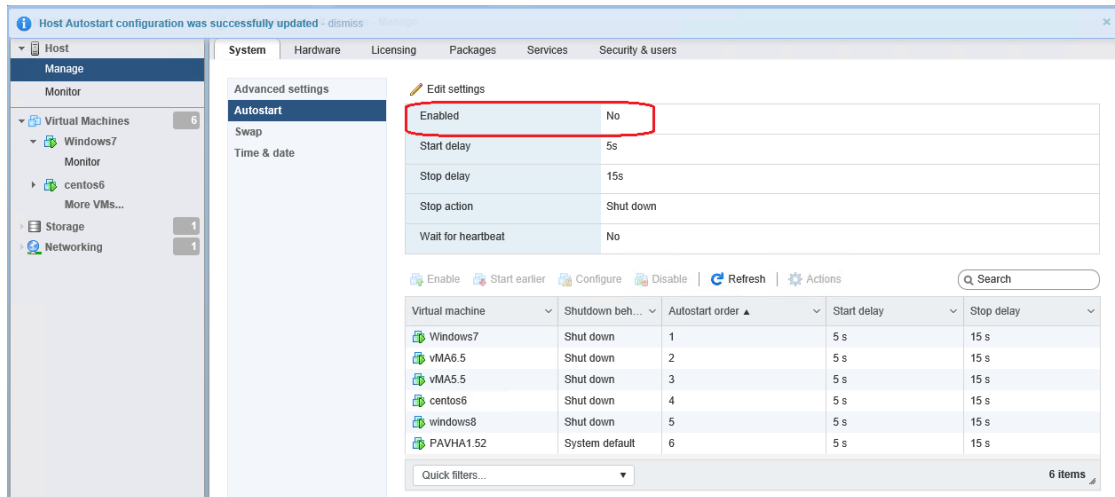 Host Autostart configuration was successfully updated - dismiss
Host
Manage
Monitor
Virtual Machines 6
Windows7
Monitor
centos6
More VMs...
Storage 1
Networking 1
System Hardware Licensing Packages Services Security & users
Advanced settings
Autostart
Swap
Time & date
Edit settings
Enabled No
Start delay 5s
Stop delay 15s
Stop action Shut down
Wait for heartbeat No
Enable Start earlier Configure Disable Refresh Actions Search
Virtual machine Shutdown beh... Autostart order ▲ Start delay Stop delay
Windows7 Shut down 1 5 s 15 s
vMA6.5 Shut down 2 5 s 15 s
vMA5.5 Shut down 3 5 s 15 s
centos6 Shut down 4 5 s 15 s
windows8 Shut down 5 5 s 15 s
PAVHA1.52 System default 6 5 s 15 s
Quick filters... 6 items